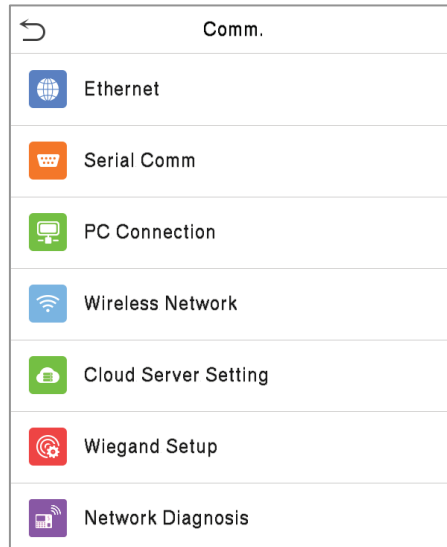 Comm.
Ethernet
Serial Comm
PC Connection
Wireless Network
Cloud Server Setting
Wiegand Setup
Network Diagnosis